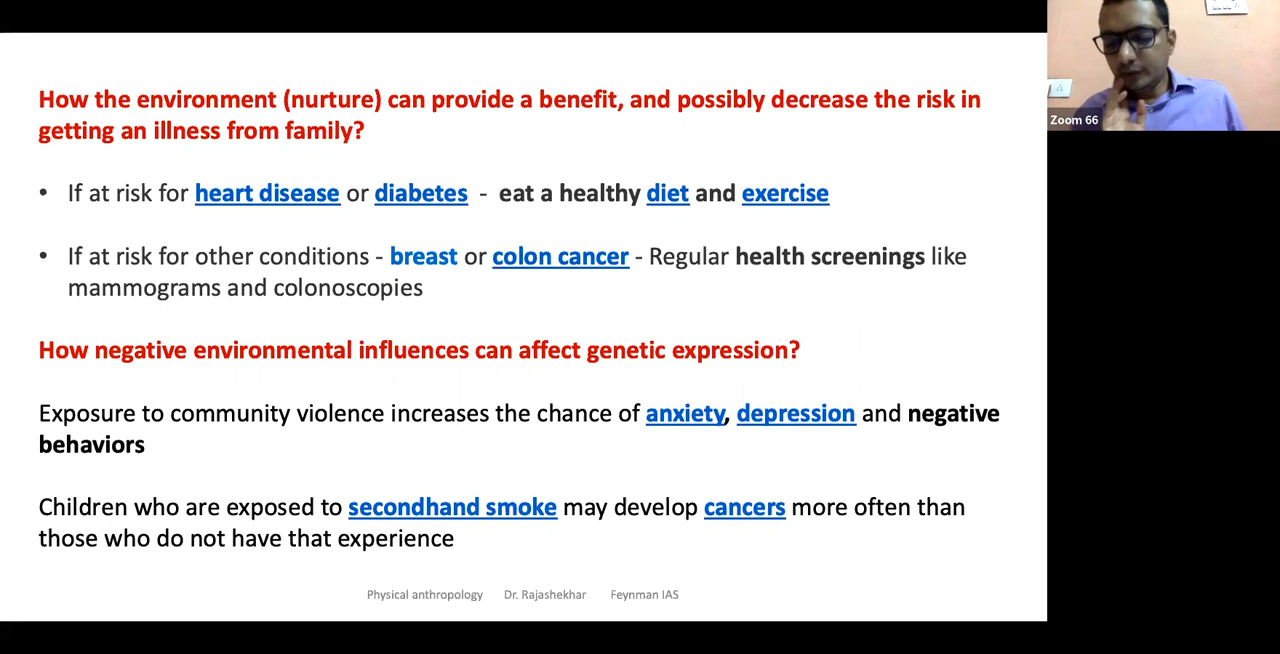 How the environment (nurture) can provide a benefit, and possibly decrease the risk in
getting an illness from family?
• If at risk for heart disease or diabetes - eat a healthy diet and exercise
• If at risk for other conditions - breast or colon cancer - Regular health screenings like
mammograms and colonoscopies
How negative environmental influences can affect genetic expression?
Exposure to community violence increases the chance of anxiety, depression and negative
behaviors
Children who are exposed to secondhand smoke may develop cancers more often than
those who do not have that experience
Physical anthropology Dr. Rajashekhar Feynman IAS
Zoom 66